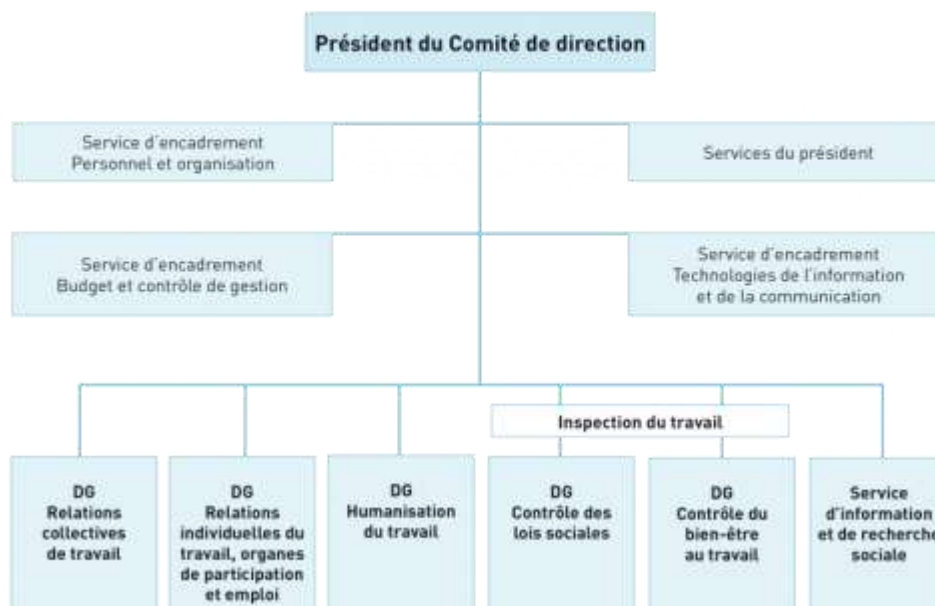 Président du Comité de direction
Service d'encadrement
Personnel et organisation
Services du président
Service d'encadrement
Budget et contrôle de gestion
Service d'encadrement
Technologies de l'information
et de la communication
Inspection du travail
DG
Relations
collectives
de travail
DG
Relations
individuelles du
travail, organes
de participation
et emploi
DG
Humanisation
du travail
DG
Contrôle des
lois sociales
DG
Contrôle du
bien-être
au travail
Service
d'information
et de recherche
sociale